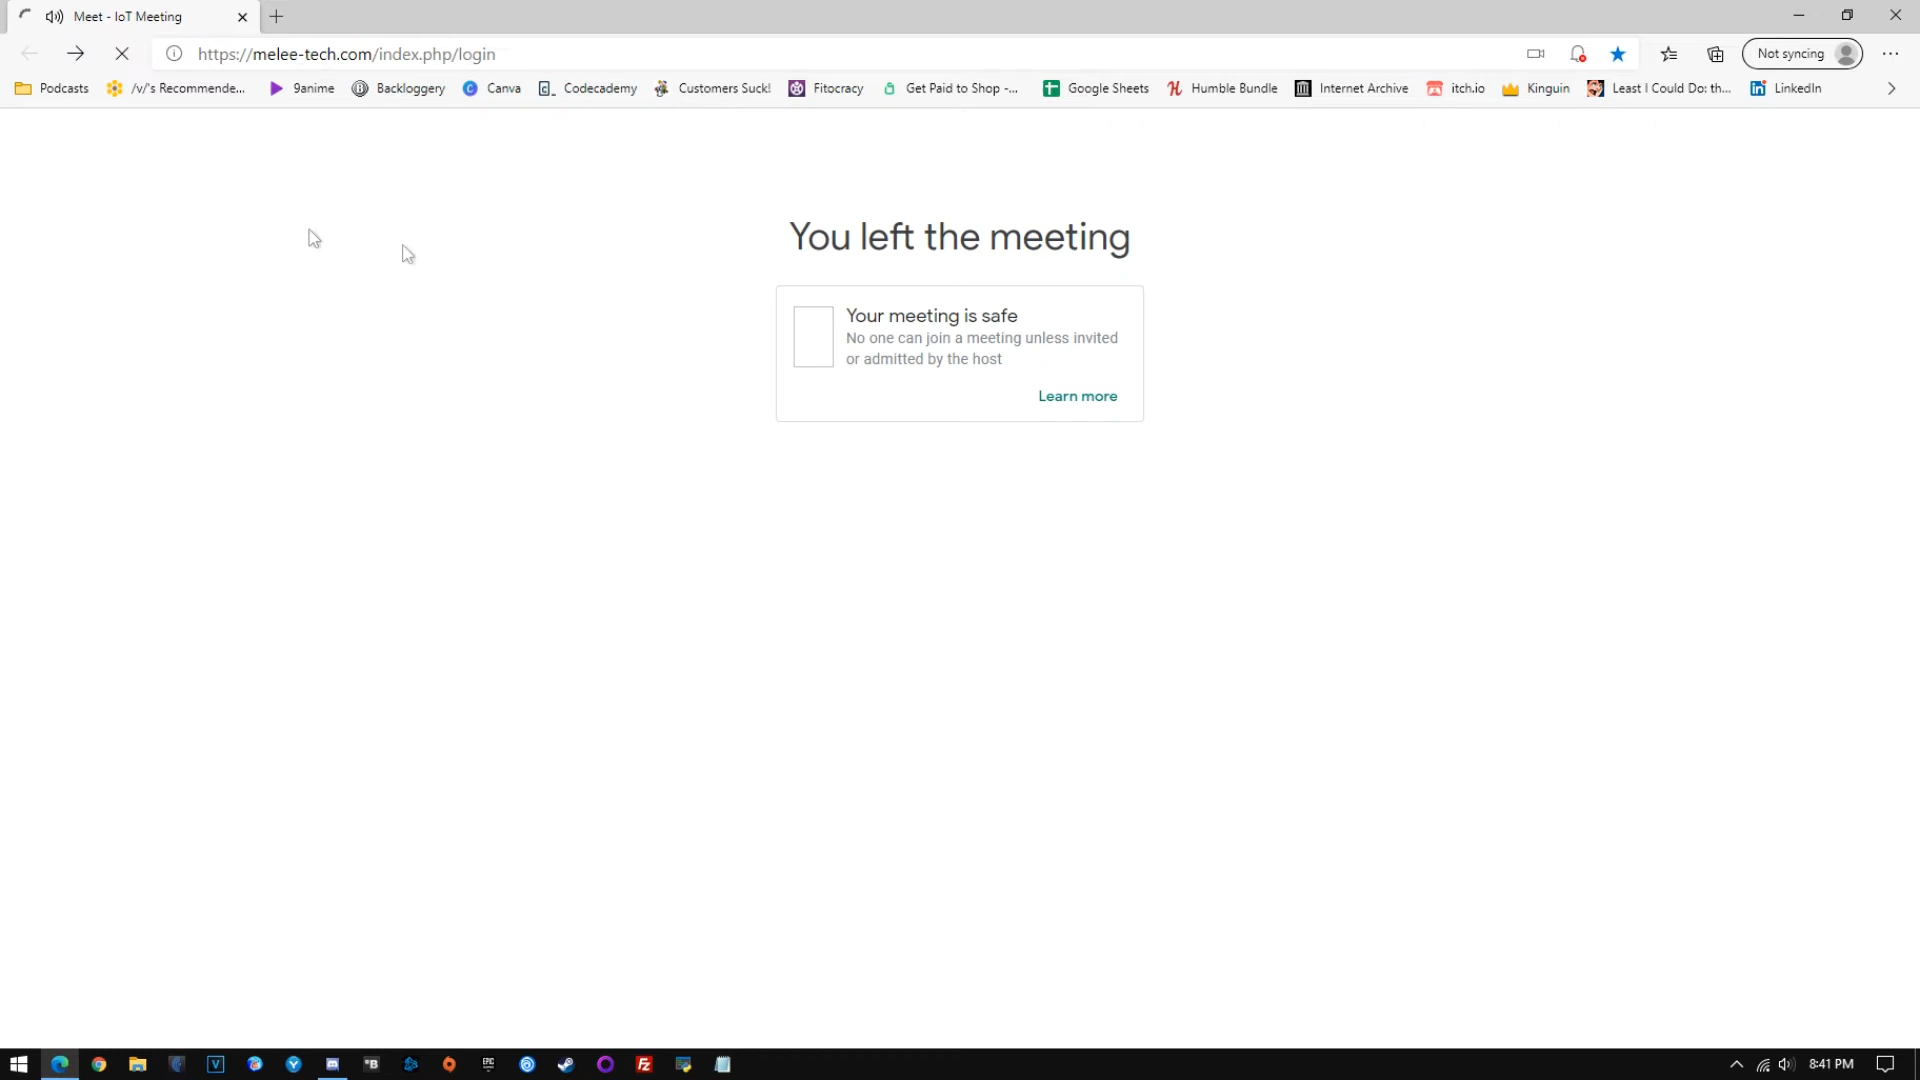 Meet - IoT Meeting
https://melee-tech.com/index.php/login
Not syncing
Podcasts
/v/'s Recommende...
9anime
Backloggery
Canva
Codecademy
Customers Suck!
Fitocracy
Get Paid to Shop -...
Google Sheets
Humble Bundle
Internet Archive
itch.io
Kinguin
Least I Could Do: th...
LinkedIn
You left the meeting
Your meeting is safe
No one can join a meeting unless invited
or admitted by the host
Learn more
8:41 PM